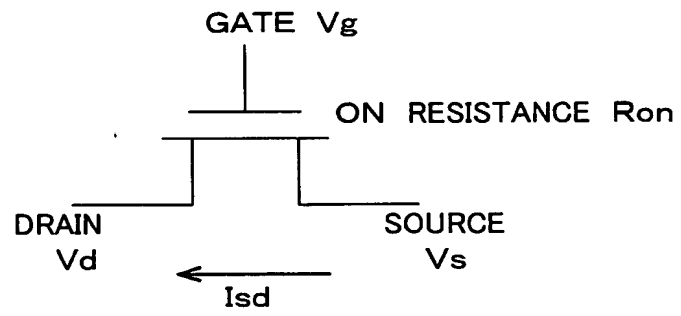 GATE Vg
ON RESISTANCE Ron
DRAIN
Vd
SOURCE
Vs
Isd